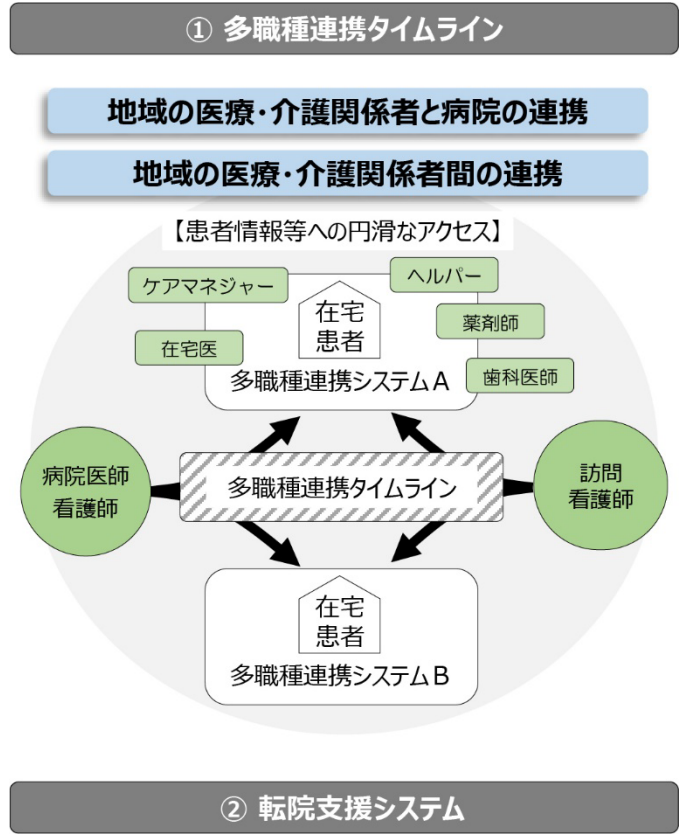 ① 多職種連携タイムライン
地域の医療・介護関係者と病院の連携
地域の医療・介護関係者間の連携
【患者情報等への円滑なアクセス】
ケアマネジャー
ヘルパー
在宅医
薬剤師
歯科医師
在宅
患者
多職種連携システムA
病院医師
看護師
多職種連携タイムライン
訪問
看護師
在宅
患者
多職種連携システムB
② 転院支援システム